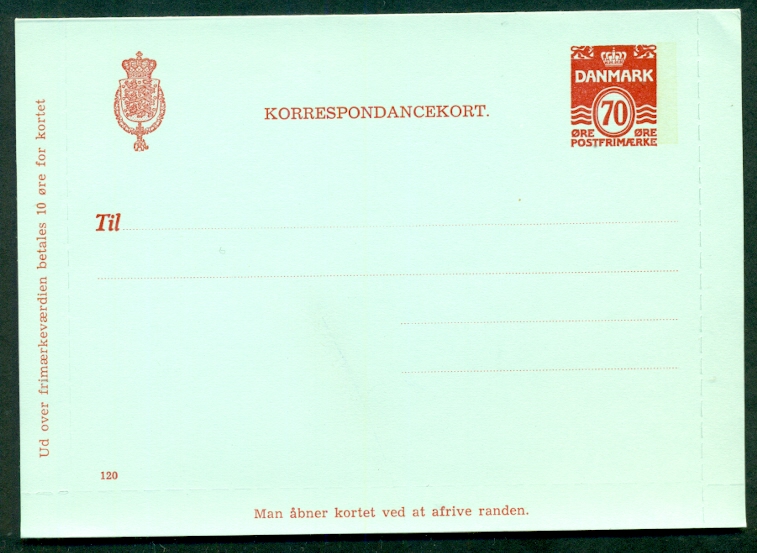 KORRESPONDANCEKORT.
DANMARK
70
ØRE ØRE
POSTFRIMÆRKE
Til
Ud over frimærkeværdien betales 10 øre for kortet
120
Man åbner kortet ved at afrive randen.